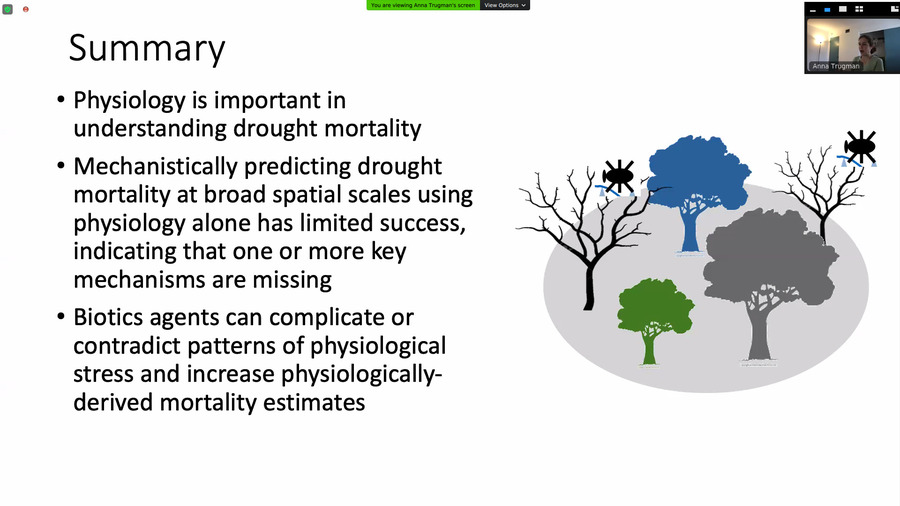 You are viewing Anna Trugman's screen
View Options
Anna Trugman
Summary
• Physiology is important in
understanding drought mortality
• Mechanistically predicting drought
mortality at broad spatial scales using
physiology alone has limited success,
indicating that one or more key
mechanisms are missing
• Biotics agents can complicate or
contradict patterns of physiological
stress and increase physiologically-
derived mortality estimates